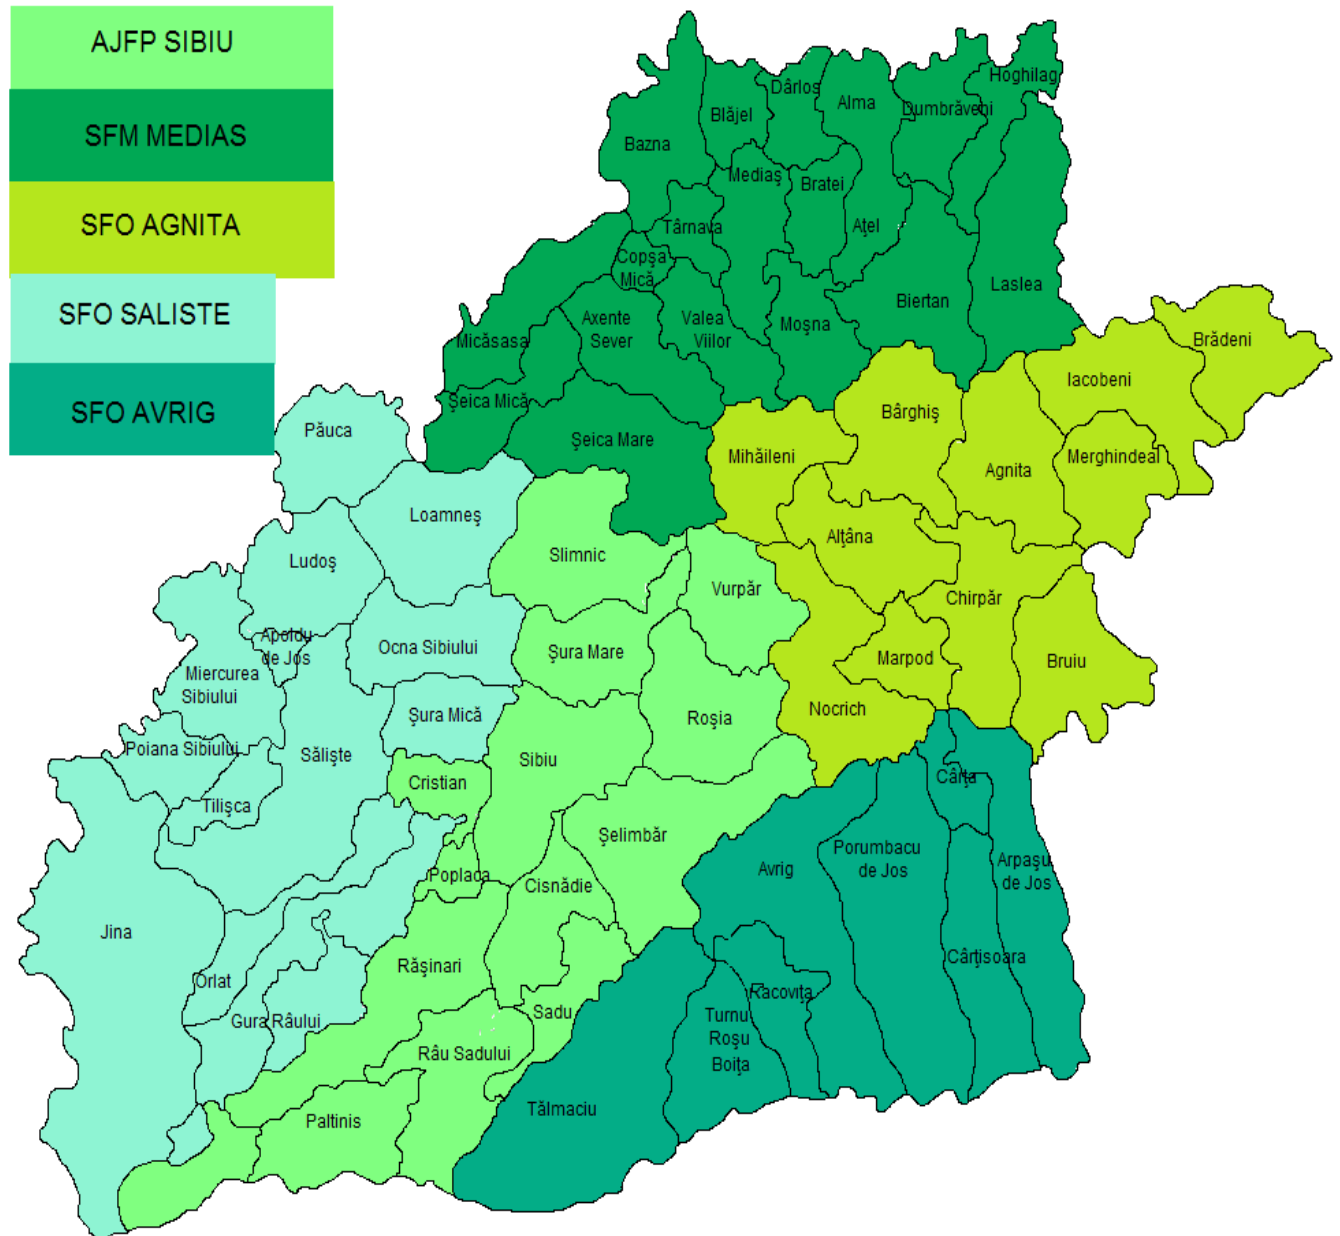 AJFP SIBIU
SFM MEDIAS
SFO AGNITA
SFO SALISTE
SFO AVRIG
Hoghilag
Dârlos
Alma
Dumbrăveni
Blăjel
Bazna
Mediaş
Bratei
Târnava
Aţel
Copşa
Mică
Laslea
Biertan
Axente
Sever
Valea
Viilor
Moşna
Micăsasa
Brădeni
Iacobeni
Şeica Mică
Bârghiş
Păuca
Şeica Mare
Mihăileni
Agnita
Merghindeal
Loamneş
Alţâna
Slimnic
Ludoş
Vurpăr
Chirpăr
Apoldu
de Jos
Ocna Sibiului
Şura Mare
Marpod
Bruiu
Miercurea
Sibiului
Şura Mică
Roşia
Nocrich
Poiana Sibiului
Sălişte
Sibiu
Cristian
Cârţa
Tilişca
Şelimbăr
Porumbacu
de Jos
Avrig
Arpaşu
de Jos
Poplaca
Cisnădie
Jina
Răşinari
Cârţisoara
Orlat
Racoviţa
Gura Râului
Sadu
Turnu
Roşu
Boiţa
Râu Sadului
Tălmaciu
Paltinis